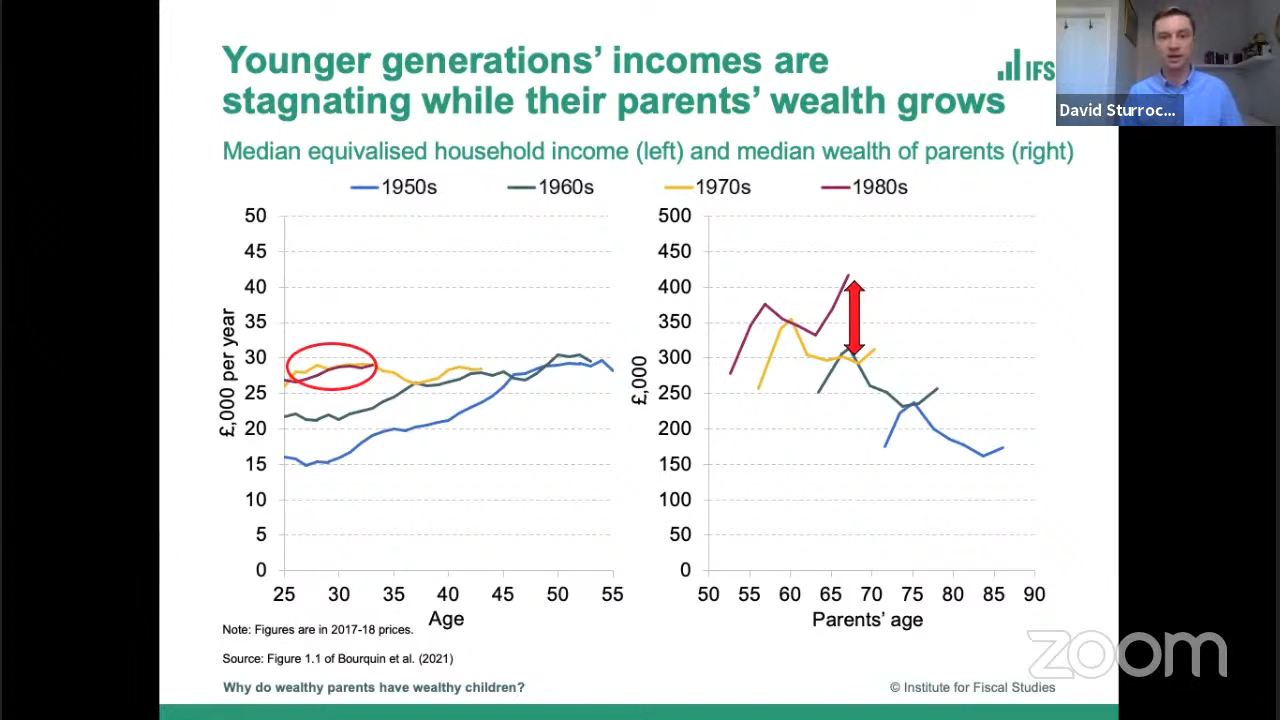 Younger generations' incomes are
stagnating while their parents' wealth grows
IFS
David Sturroc...
Median equivalised household income (left) and median wealth of parents (right)
1950s 1960s 1970s 1980s
£,000 per year
50
45
40
35
30
25
20
15
10
5
0
25 30 35 40 45 50 55
Age
£,000
500
450
400
350
300
250
200
150
100
50
0
50 55 60 65 70 75 80 85 90
Parents' age
Note: Figures are in 2017-18 prices.
Source: Figure 1.1 of Bourquin et al. (2021)
Why do wealthy parents have wealthy children?
© Institute for Fiscal Studies
zoom